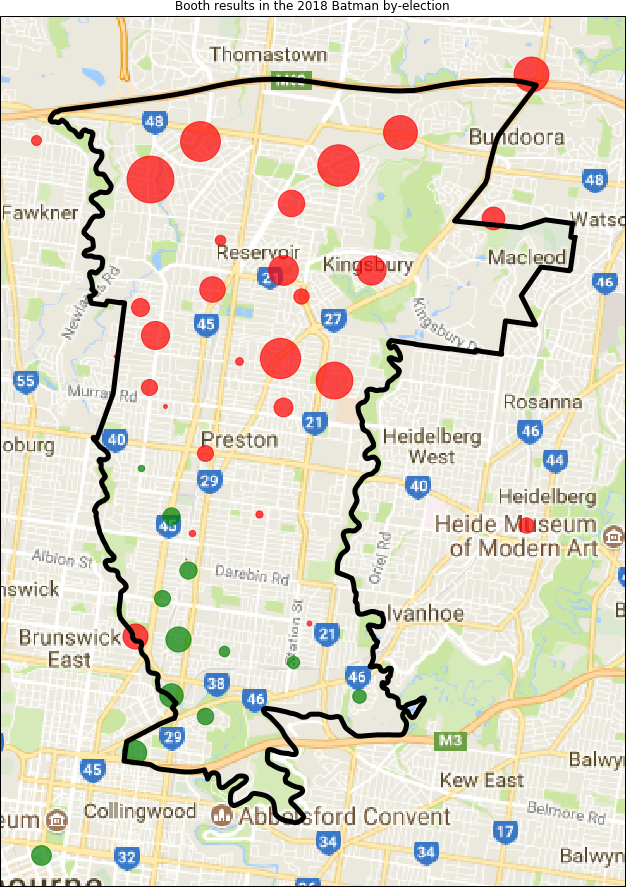 Booth results in the 2018 Batman by-election
Thomastown
48
Bundoora
48
Fawkner
Reservoir
Kingsbury
Macleod
21
46
Newlands Rd
45
27
Kingsbury D
55
Murray Rd
Rosanna
40
Preston
21
46
oburg
Heidelberg
West
44
29
40
Heidelberg
45
Heide Museum
of Modern Art
Albion St
Oriel Rd
nswick
Darebin Rd
Station St
Ivanhoe
Brunswick
East
21
38
46
46
29
M3
45
Balwy
Kew East
Collingwood
eum
Abbotsford Convent
Belmore Rd
34
17
32
34
Balwyn